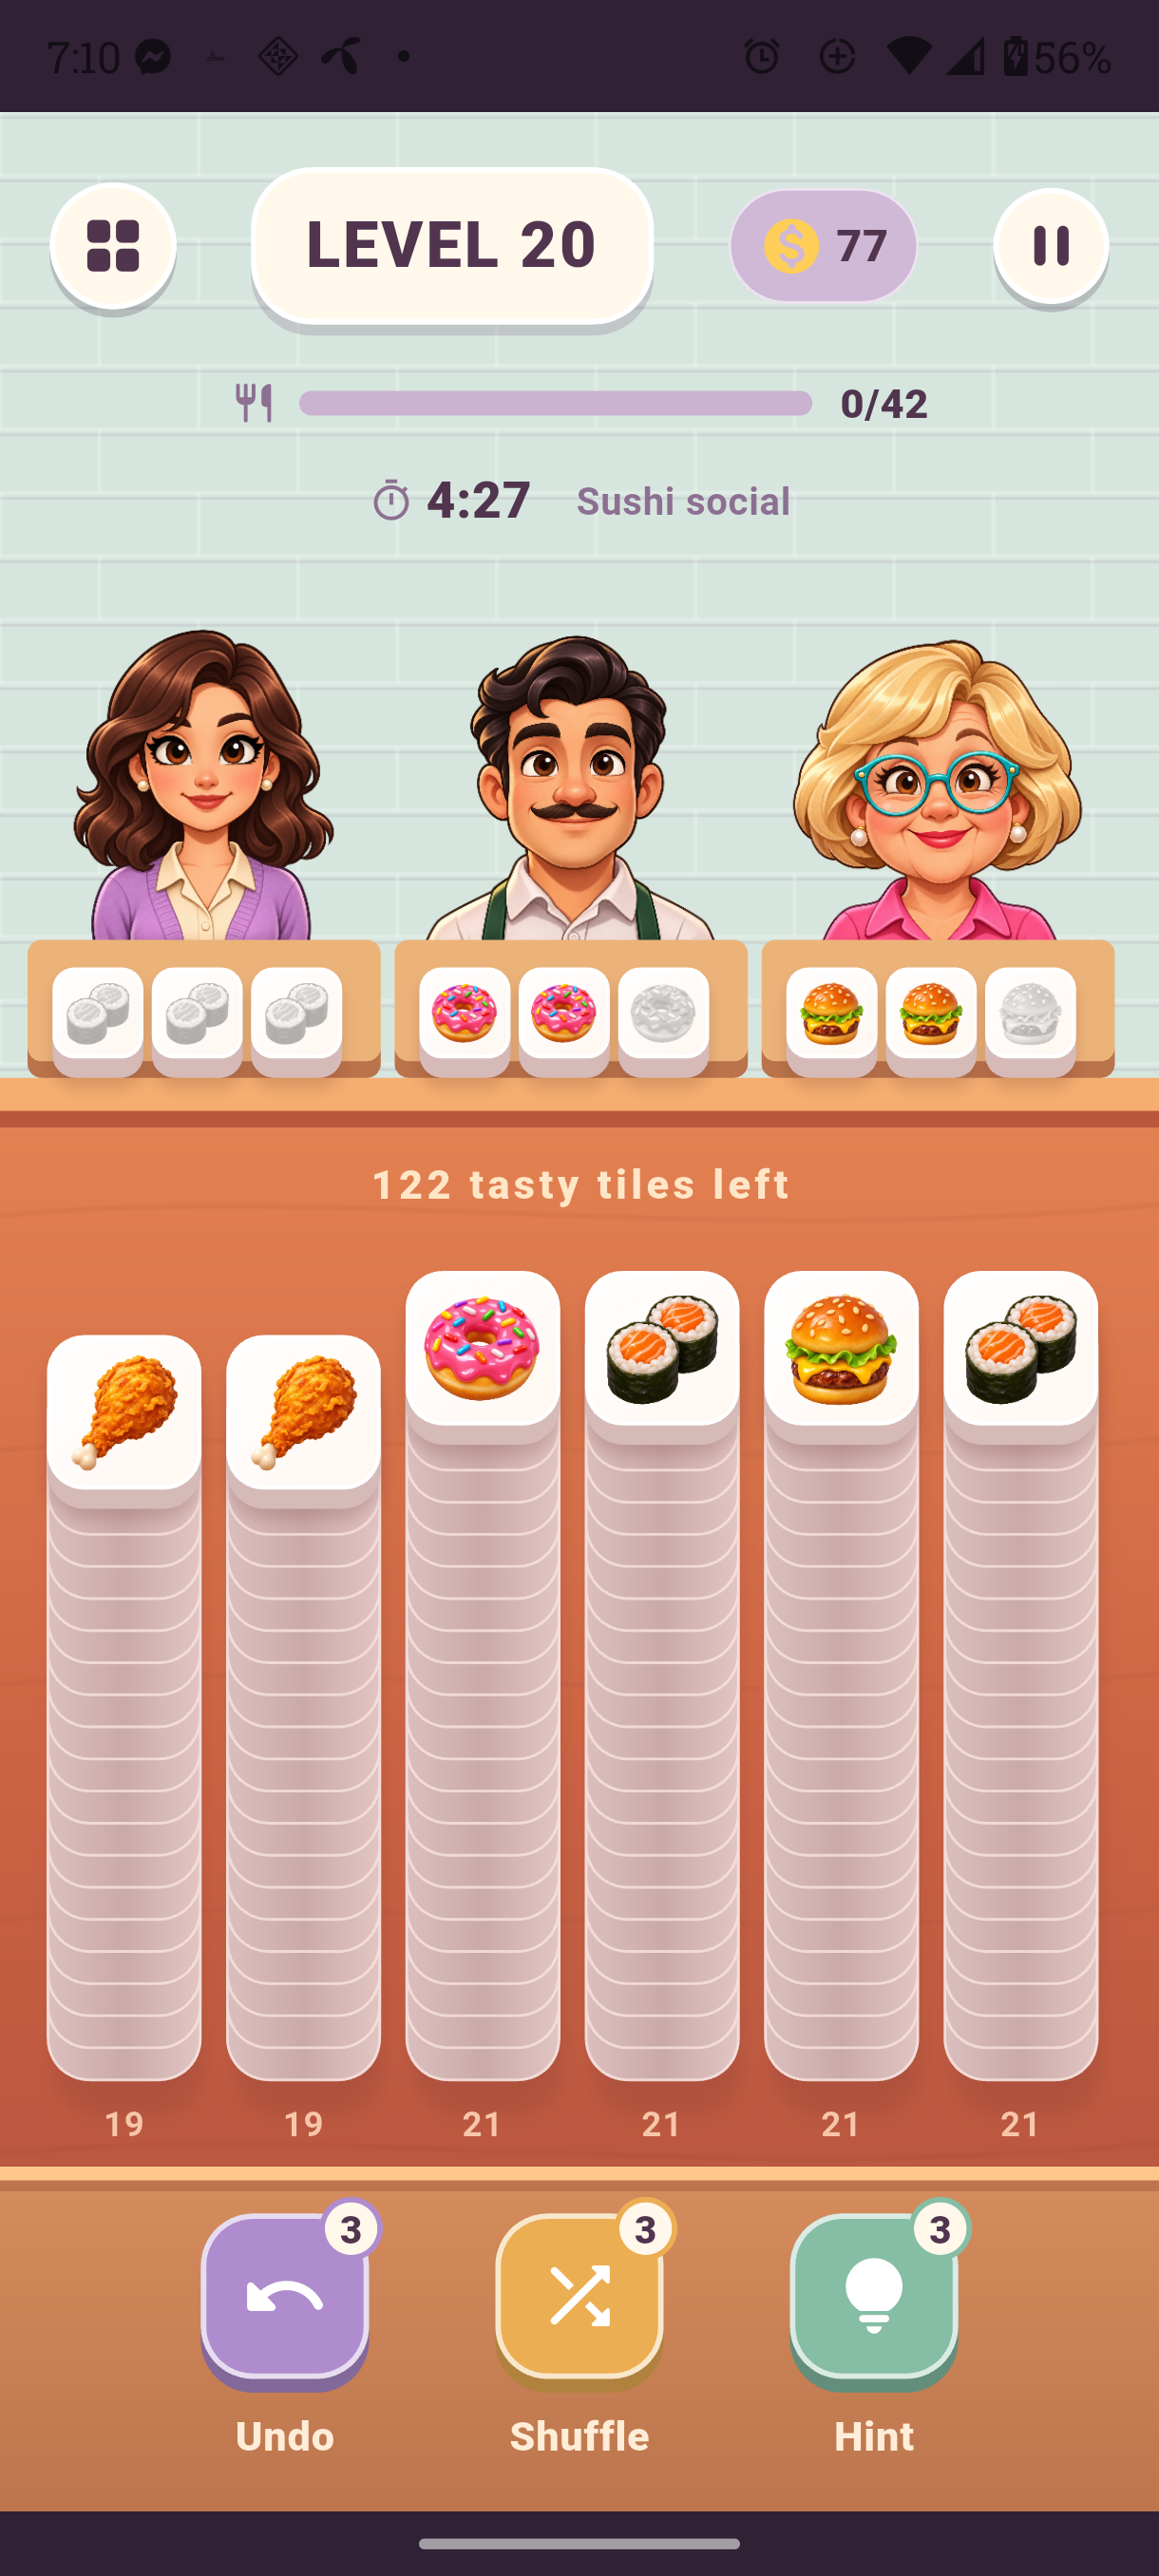 7:10 56%
LEVEL 20 77
0/42
4:27 Sushi social
122 tasty tiles left
19 19 21 21 21 21
3 3 3
Undo Shuffle Hint